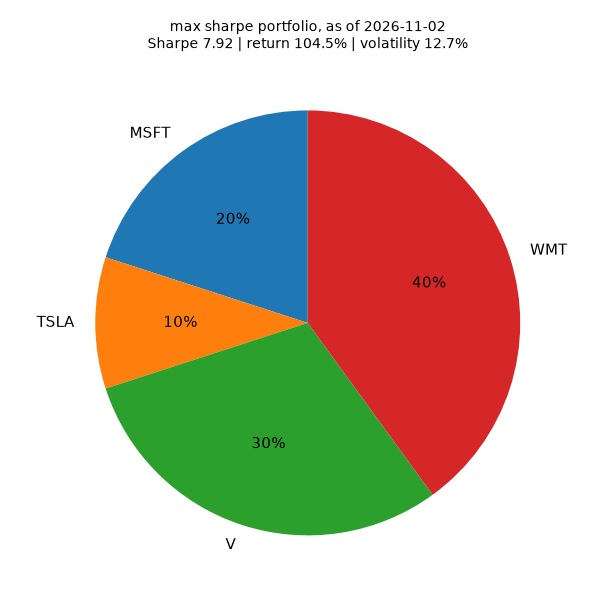 max sharpe portfolio, as of 2026-11-02
Sharpe 7.92 | return 104.5% | volatility 12.7%
MSFT
20%
WMT
40%
TSLA
10%
30%
V